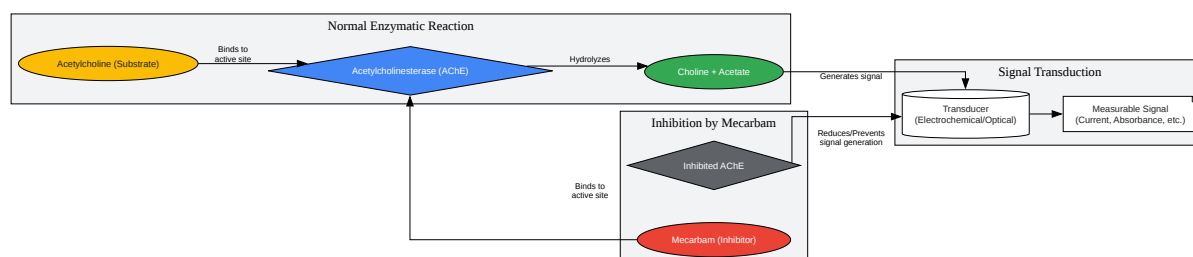 Normal Enzymatic Reaction
Acetylcholine (Substrate)
Binds to
active site
Acetylcholinesterase (AChE)
Hydrolyzes
Choline + Acetate
Generates signal
Signal Transduction
Transducer
(Electrochemical/Optical)
Measurable Signal
(Current, Absorbance, etc.)
Inhibition by Mecarbam
Inhibited AChE
Reduces/Prevents
signal generation
Binds to
active site
Mecarbam (Inhibitor)